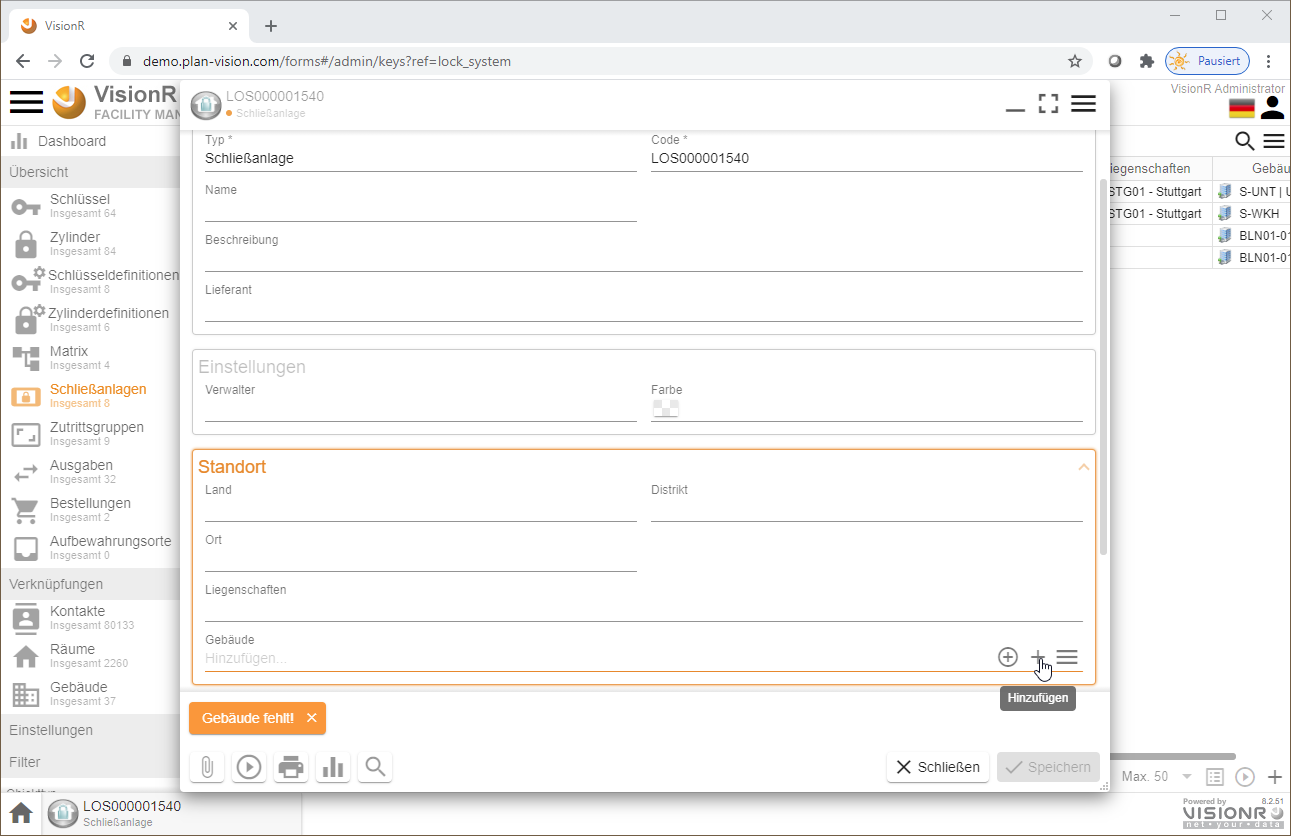 VisionR
demo.plan-vision.com/forms#/admin/keys?ref=lock_system
Pausiert
VisionR
FACILITY MAN
LOS000001540
Schließanlage
VisionR Administrator
Dashboard
Übersicht
Schlüssel
Insgesamt 64
Zylinder
Insgesamt 84
Schlüsseldefinitionen
Insgesamt 8
Zylinderdefinitionen
Insgesamt 6
Matrix
Insgesamt 4
Schließanlagen
Insgesamt 8
Zutrittsgruppen
Insgesamt 9
Ausgaben
Insgesamt 32
Bestellungen
Insgesamt 2
Aufbewahrungsorte
Insgesamt 0
Verknüpfungen
Kontakte
Insgesamt 80133
Räume
Insgesamt 2260
Gebäude
Insgesamt 37
Einstellungen
Filter
Typ *
Schließanlage
Code *
LOS000001540
Name
Beschreibung
Lieferant
Einstellungen
Verwalter
Farbe
Standort
Land
Distrikt
Ort
Liegenschaften
Gebäude
Hinzufügen...
Hinzufügen
Gebäude fehlt!
Schließen
Speichern
iegenschaften
Gebäu
STG01 - Stuttgart
S-UNT | U
STG01 - Stuttgart
S-WKH
BLN01-01
BLN01-01
Max. 50
LOS000001540
Schließanlage
Powered by
8.2.51
VISIONR
net • your • data